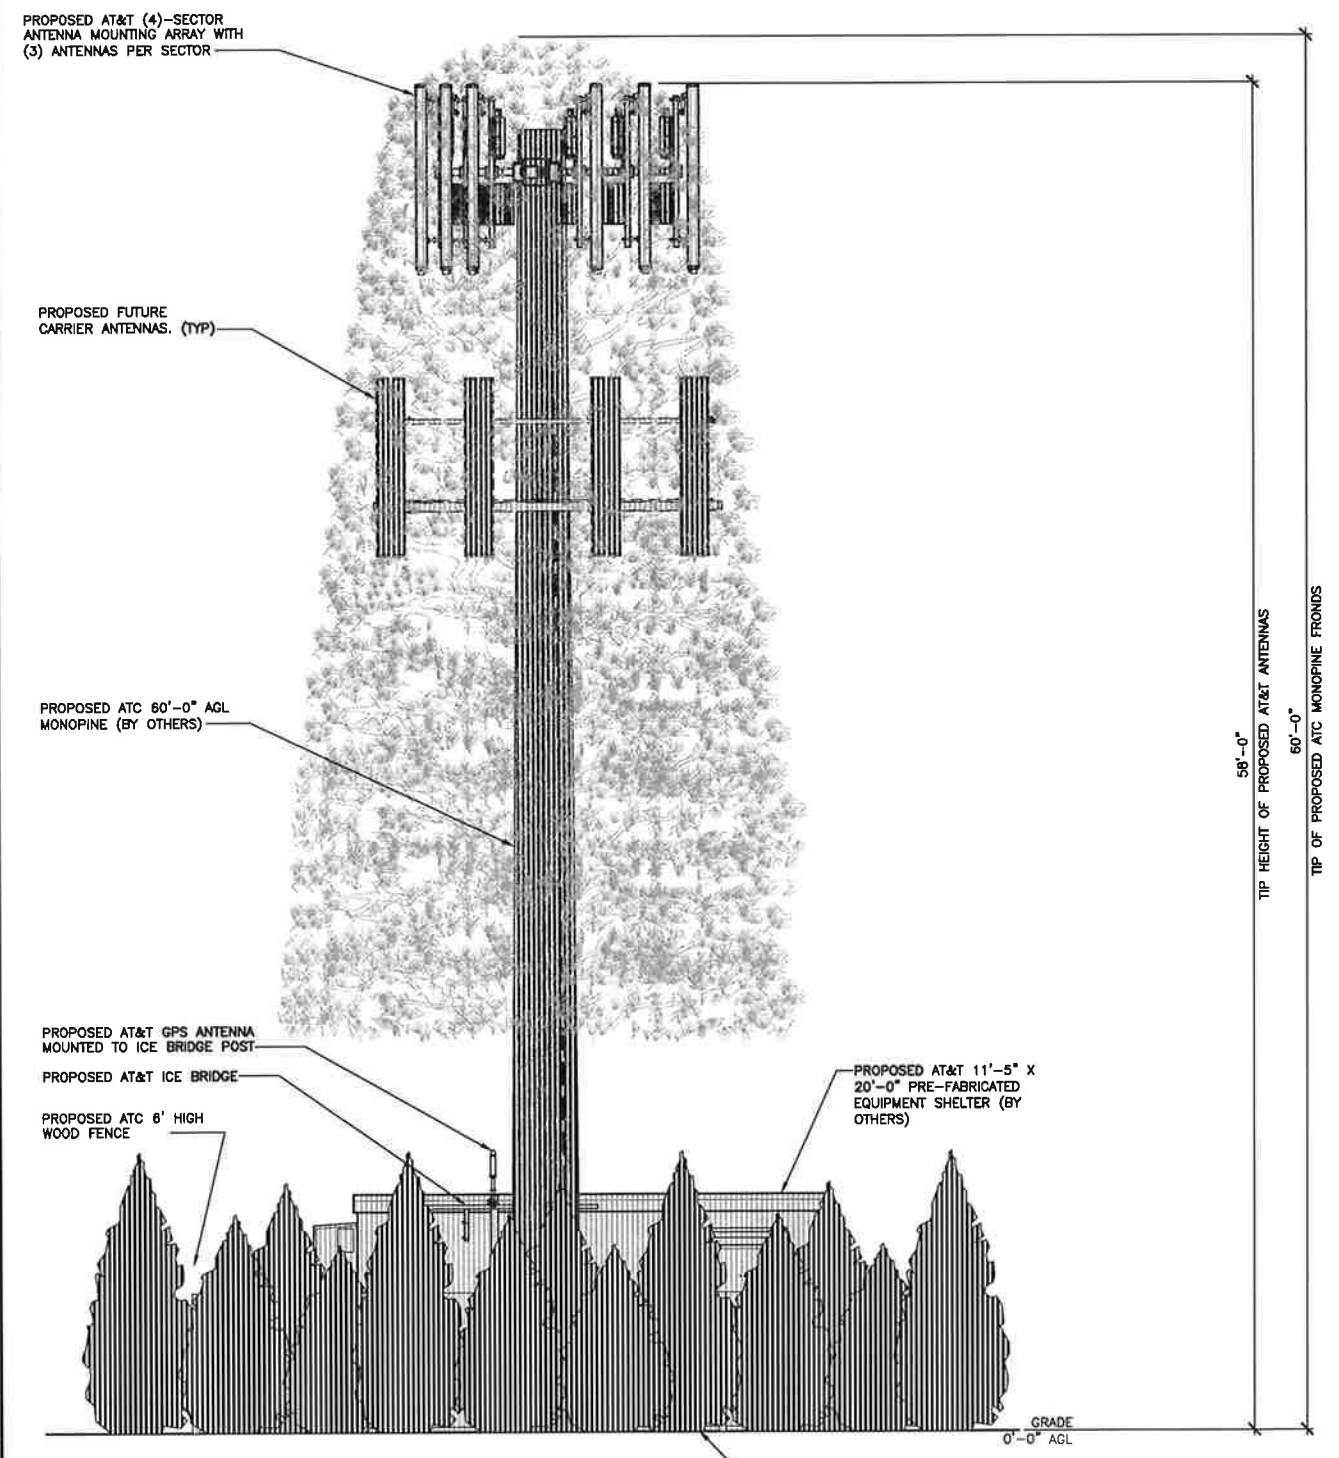 PROPOSED AT&T (4)-SECTOR
ANTENNA MOUNTING ARRAY WITH
(3) ANTENNAS PER SECTOR
PROPOSED FUTURE
CARRIER ANTENNAS. (TYP)
PROPOSED ATC 60'-0" AGL
MONOPINE (BY OTHERS)
PROPOSED AT&T GPS ANTENNA
MOUNTED TO ICE BRIDGE POST
PROPOSED AT&T ICE BRIDGE
PROPOSED ATC 6' HIGH
WOOD FENCE
PROPOSED AT&T 11'-5" X
20'-0" PRE-FABRICATED
EQUIPMENT SHELTER (BY
OTHERS)
58'-0"
TIP HEIGHT OF PROPOSED AT&T ANTENNAS
60'-0"
TIP OF PROPOSED ATC MONOPINE FRONDS
GRADE
0'-0" AGL